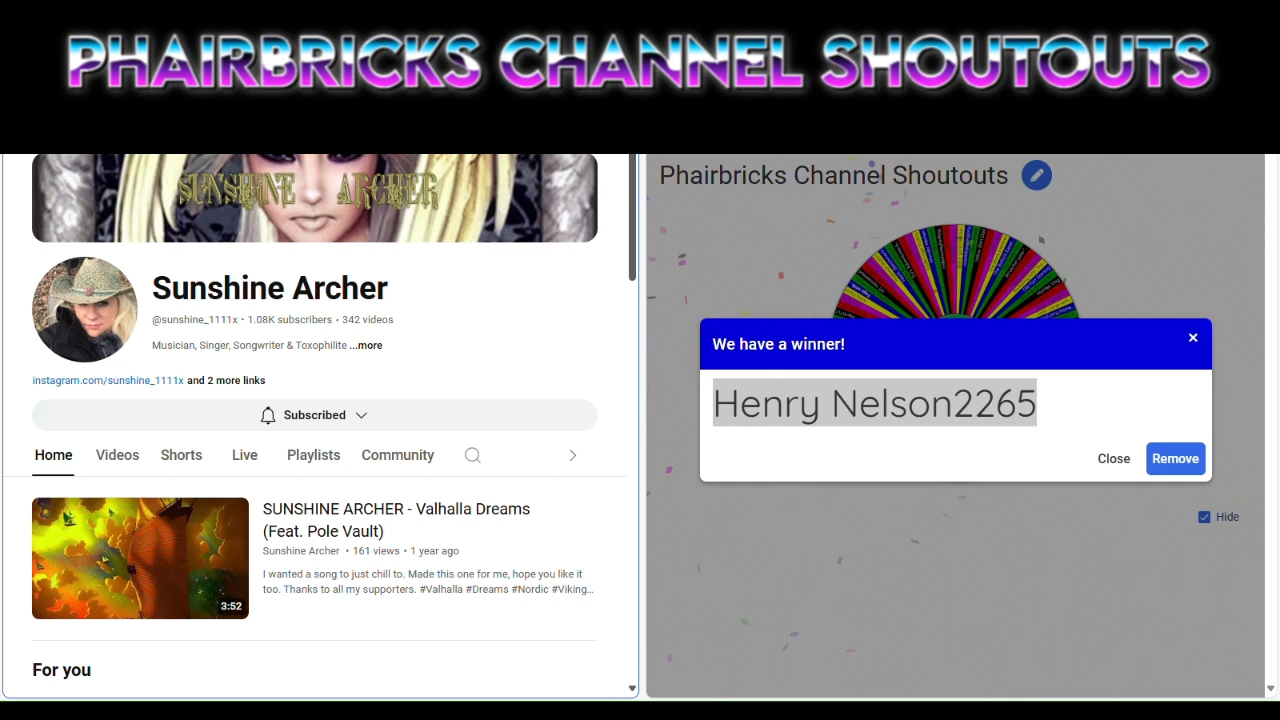 PHAIRBRICKS CHANNEL SHOUTOUTS
SUNSHINE ARCHER
Sunshine Archer
@sunshine_1111x • 1.08K subscribers • 342 videos
Musician, Singer, Songwriter & Toxophilite ...more
instagram.com/sunshine_1111x and 2 more links
Subscribed
Home Videos Shorts Live Playlists Community
SUNSHINE ARCHER - Valhalla Dreams
(Feat. Pole Vault)
Sunshine Archer • 161 views • 1 year ago
I wanted a song to just chill to. Made this one for me, hope you like it
too. Thanks to all my supporters. #Valhalla #Dreams #Nordic #Viking...
3:52
For you
Phairbricks Channel Shoutouts
We have a winner!
×
Henry Nelson2265
Close Remove
Hide